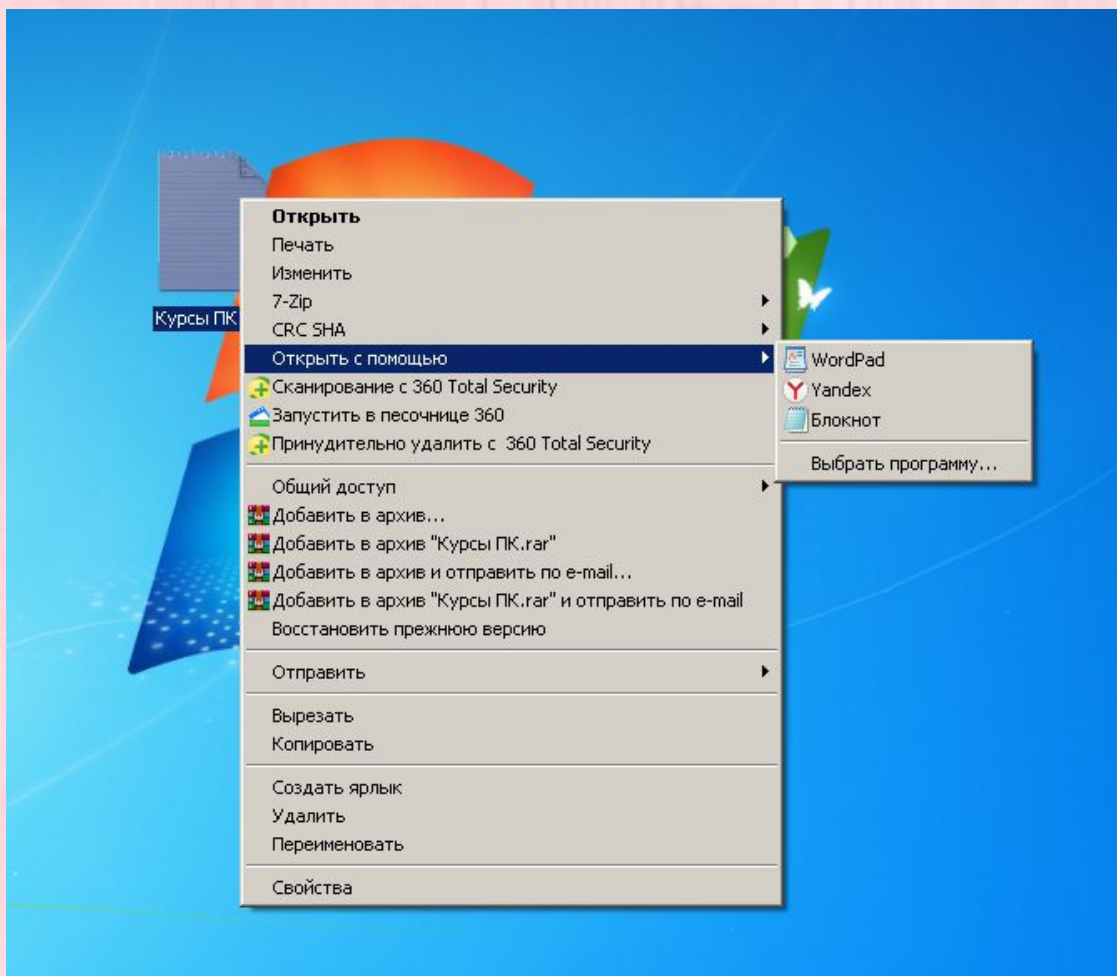 Курсы ПК
Открыть
Печать
Изменить
7-Zip
CRC SHA
Открыть с помощью
Сканирование с 360 Total Security
Запустить в песочнице 360
Принудительно удалить с  360 Total Security
Общий доступ
Добавить в архив...
Добавить в архив "Курсы ПК.rar"
Добавить в архив и отправить по e-mail...
Добавить в архив "Курсы ПК.rar" и отправить по e-mail
Восстановить прежнюю версию
Отправить
Вырезать
Копировать
Создать ярлык
Удалить
Переименовать
Свойства
WordPad
Yandex
Блокнот
Выбрать программу...